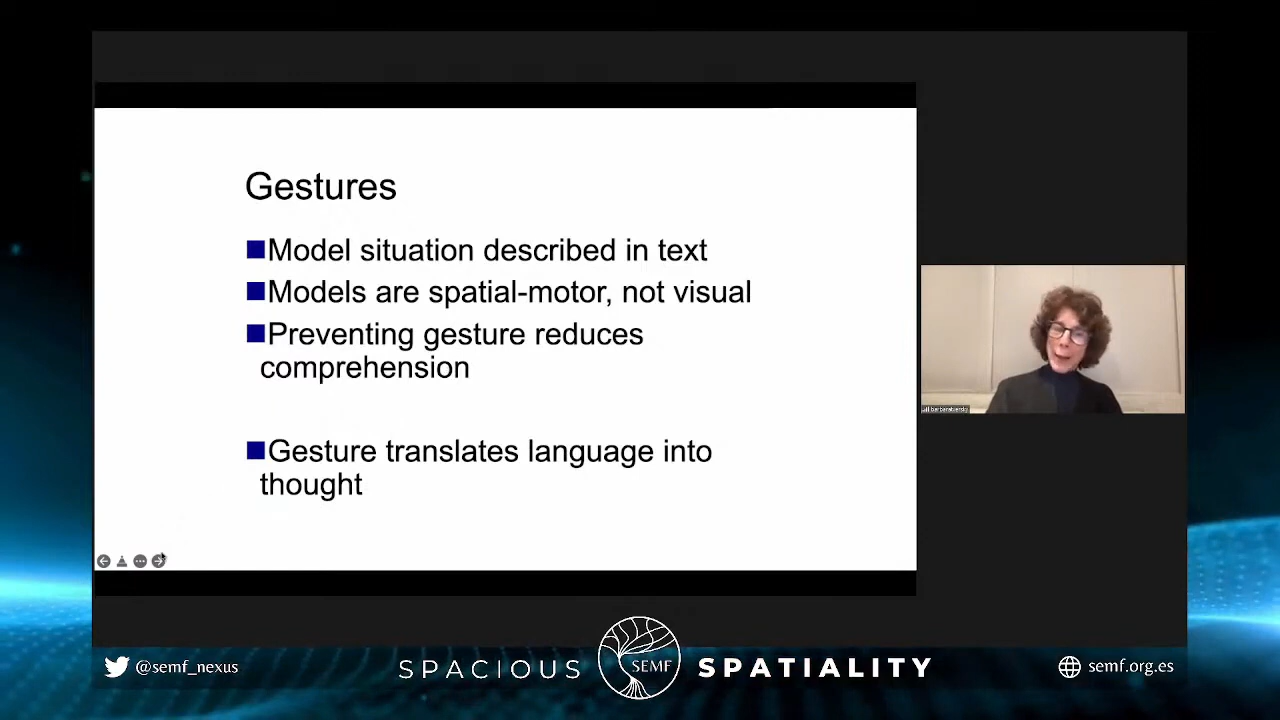 Gestures
■Model situation described in text
■Models are spatial-motor, not visual
■Preventing gesture reduces
comprehension
■Gesture translates language into
thought
barbaratversky
@semf_nexus
SPACIOUS
SEMF
SPATIALITY
semf.org.es